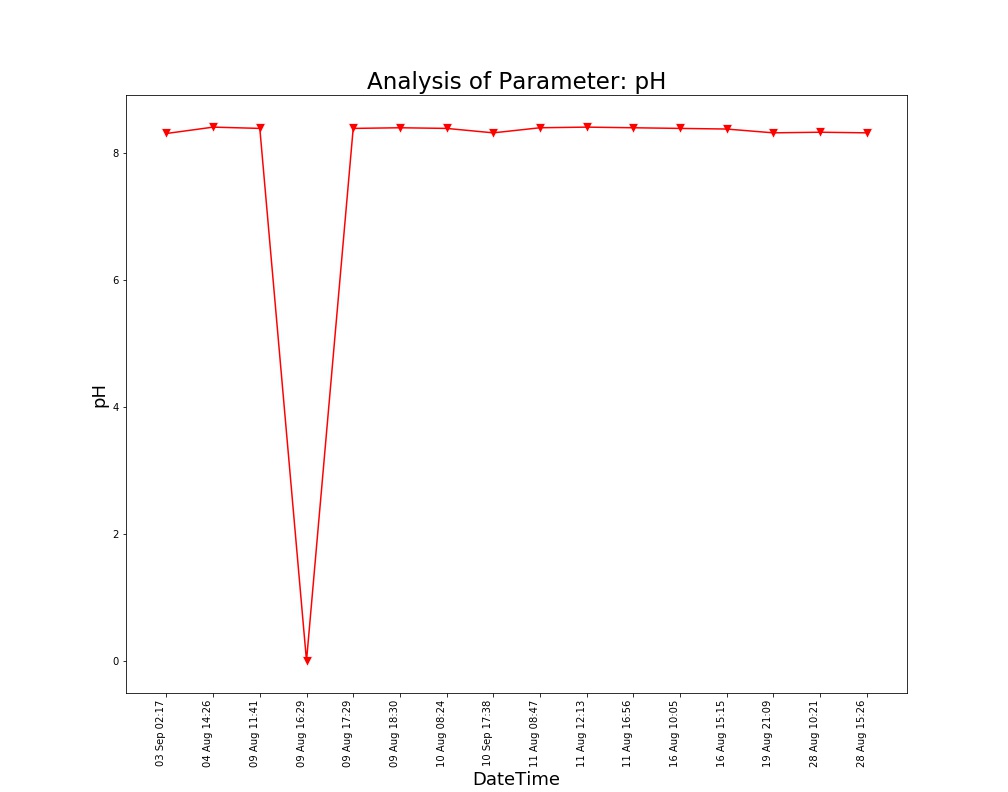 Analysis of Parameter: pH
pH
8
6
4
2
0
03 Sep 02:17
04 Aug 14:26
09 Aug 11:41
09 Aug 16:29
09 Aug 17:29
09 Aug 18:30
10 Aug 08:24
10 Sep 17:38
11 Aug 08:47
11 Aug 12:13
11 Aug 16:56
16 Aug 10:05
16 Aug 15:15
19 Aug 21:09
28 Aug 10:21
28 Aug 15:26
DateTime